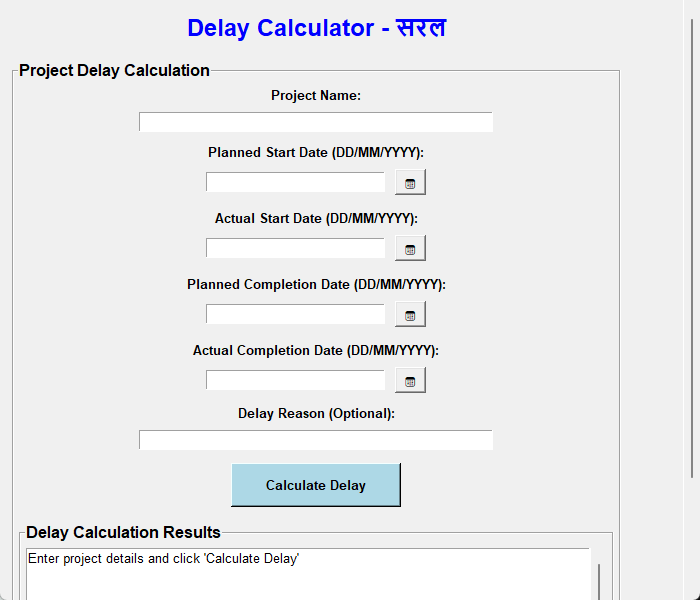 Delay Calculator - सरल
Project Delay Calculation
Project Name:
Planned Start Date (DD/MM/YYYY):
Actual Start Date (DD/MM/YYYY):
Planned Completion Date (DD/MM/YYYY):
Actual Completion Date (DD/MM/YYYY):
Delay Reason (Optional):
Calculate Delay
Delay Calculation Results
Enter project details and click 'Calculate Delay'